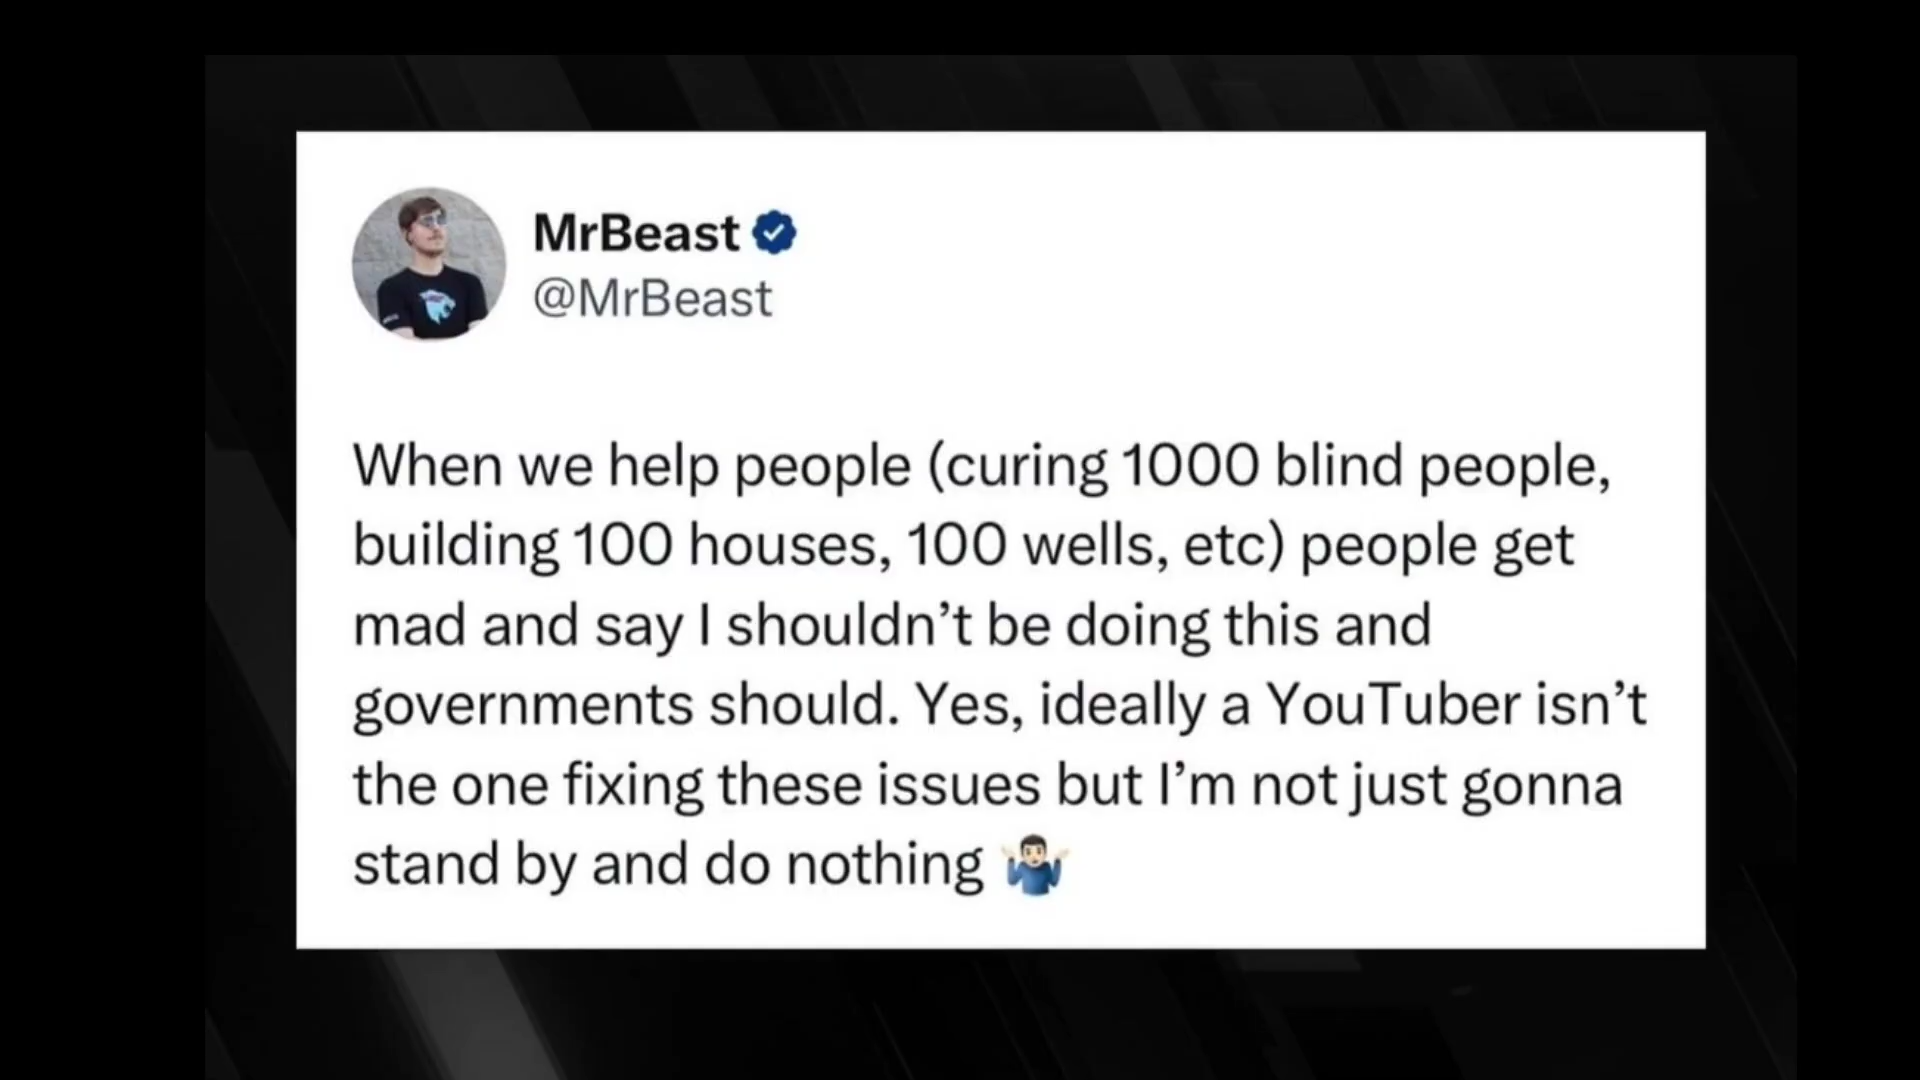 MrBeast
@MrBeast
When we help people (curing 1000 blind people,
building 100 houses, 100 wells, etc) people get
mad and say I shouldn’t be doing this and
governments should. Yes, ideally a YouTuber isn’t
the one fixing these issues but I’m not just gonna
stand by and do nothing 🤷🏻‍♂️